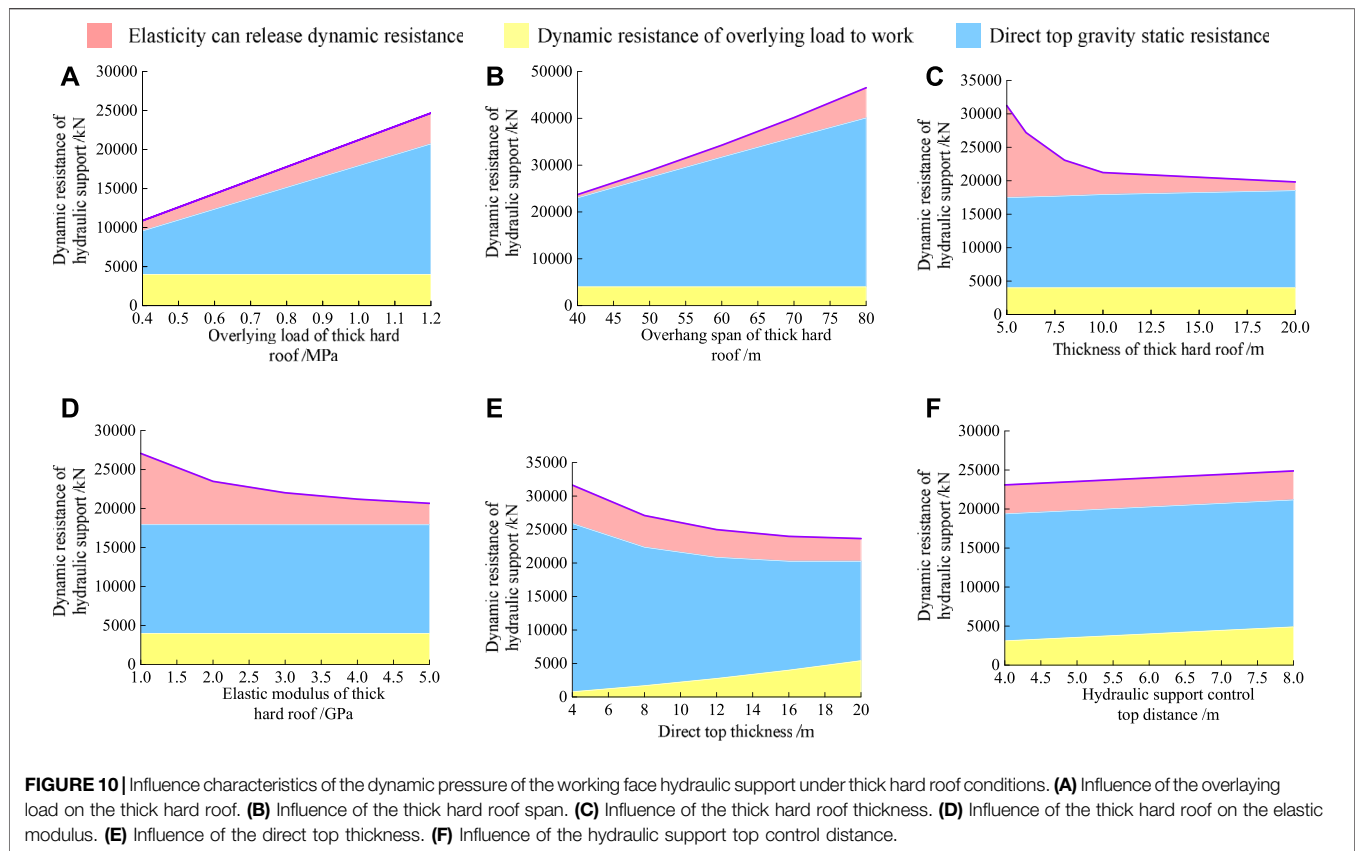 Elasticity can release dynamic resistance
Dynamic resistance of overlying load to work
Direct top gravity static resistance
A
Dynamic resistance of
hydraulic support /kN
30000
25000
20000
15000
10000
5000
0
0.4 0.5 0.6 0.7 0.8 0.9 1.0 1.1 1.2
Overlying load of thick hard
roof /MPa
B
Dynamic resistance of
hydraulic support /kN
50000
40000
30000
20000
10000
0
40 45 50 55 60 65 70 75 80
Overhang span of thick hard
roof /m
C
Dynamic resistance of
hydraulic support /kN
35000
30000
25000
20000
15000
10000
5000
0
5.0 7.5 10.0 12.5 15.0 17.5 20.0
Thickness of thick hard roof /m
D
Dynamic resistance of
hydraulic support /kN
30000
25000
20000
15000
10000
5000
0
1.0 1.5 2.0 2.5 3.0 3.5 4.0 4.5 5.0
Elastic modulus of thick
hard roof /GPa
E
Dynamic resistance of
hydraulic support /kN
35000
30000
25000
20000
15000
10000
5000
0
4 6 8 10 12 14 16 18 20
Direct top thickness /m
F
Dynamic resistance of
hydraulic support /kN
30000
25000
20000
15000
10000
5000
0
4.0 4.5 5.0 5.5 6.0 6.5 7.0 7.5 8.0
Hydraulic support control
top distance /m
FIGURE 10 | Influence characteristics of the dynamic pressure of the working face hydraulic support under thick hard roof conditions. (A) Influence of the overlaying
load on the thick hard roof. (B) Influence of the thick hard roof span. (C) Influence of the thick hard roof thickness. (D) Influence of the thick hard roof on the elastic
modulus. (E) Influence of the direct top thickness. (F) Influence of the hydraulic support top control distance.